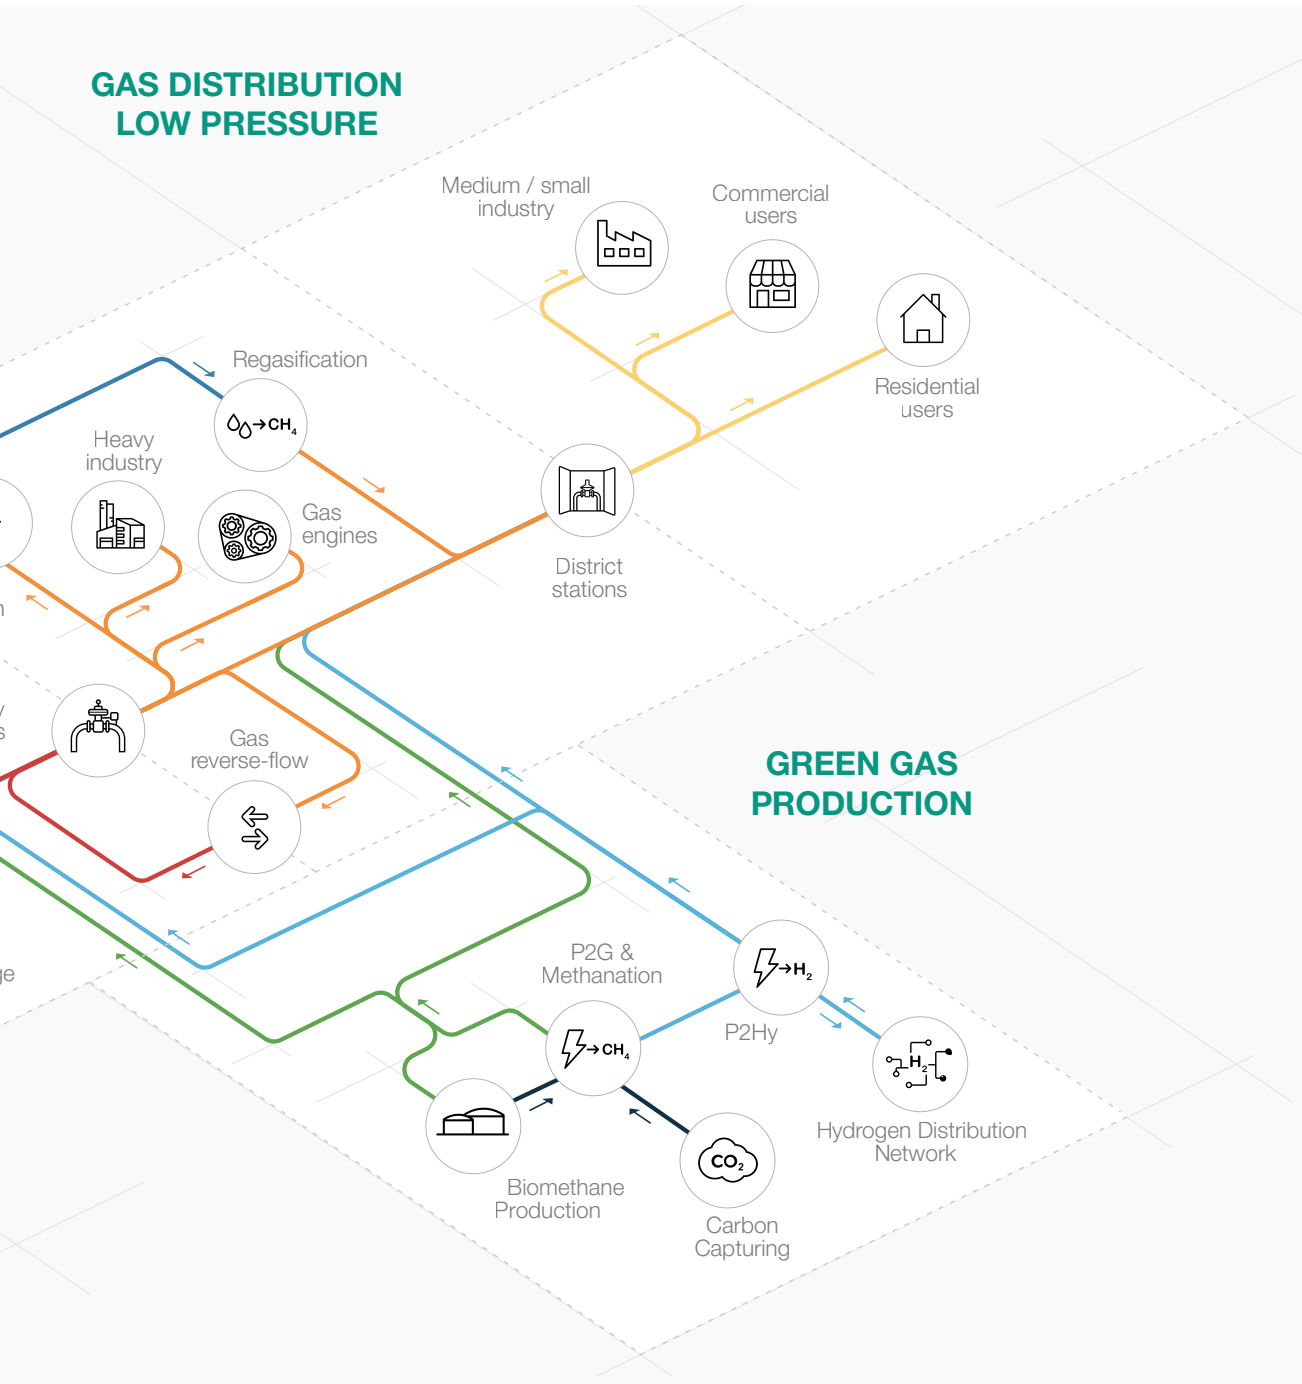 GAS DISTRIBUTION
LOW PRESSURE
Medium / small
industry
Commercial
users
Residential
users
Regasification
→CH₄
Heavy
industry
Gas
engines
District
stations
Gas
reverse-flow
GREEN GAS
PRODUCTION
P2G &
Methanation
→H₂
P2Hy
→CH₄
H₂
Hydrogen Distribution
Network
CO₂
Biomethane
Production
Carbon
Capturing